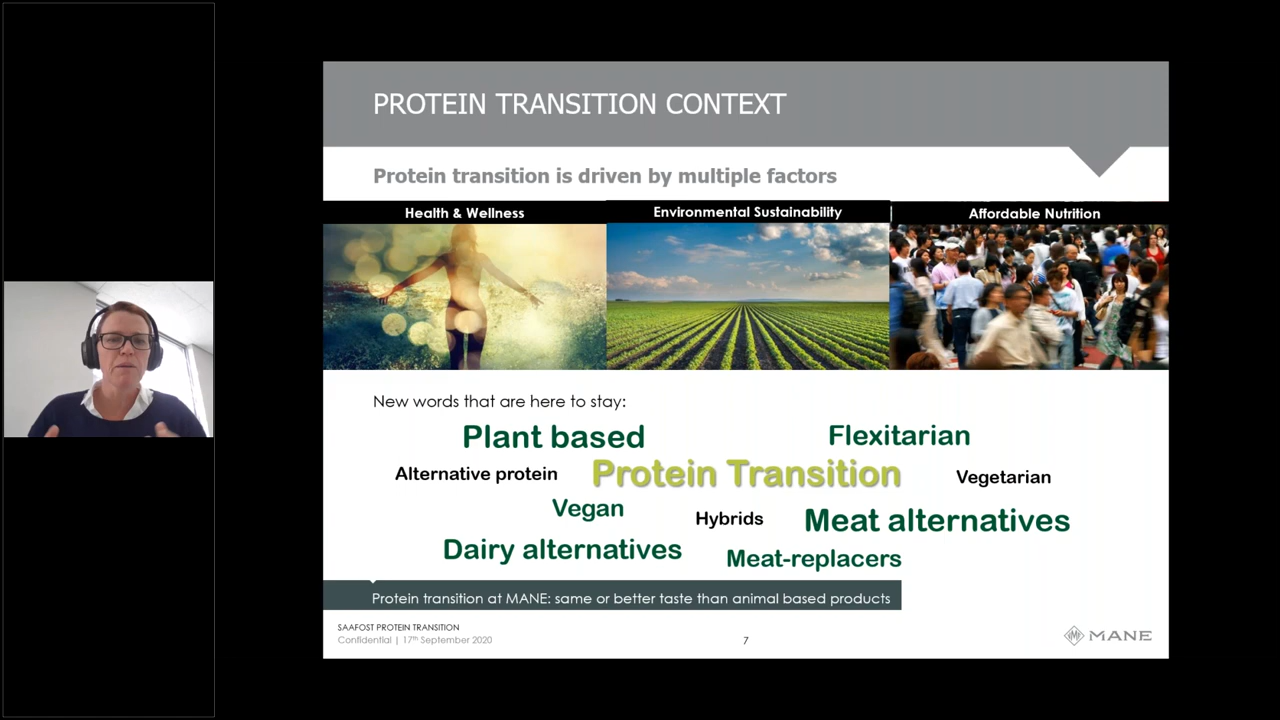 PROTEIN TRANSITION CONTEXT
Protein transition is driven by multiple factors
Health & Wellness
Environmental Sustainability
Affordable Nutrition
New words that are here to stay:
Plant based
Flexitarian
Alternative protein
Protein Transition
Vegetarian
Vegan
Hybrids
Meat alternatives
Dairy alternatives
Meat-replacers
Protein transition at MANE: same or better taste than animal based products
SAAFOST PROTEIN TRANSITION
Confidential | 17th September 2020
7
MANE